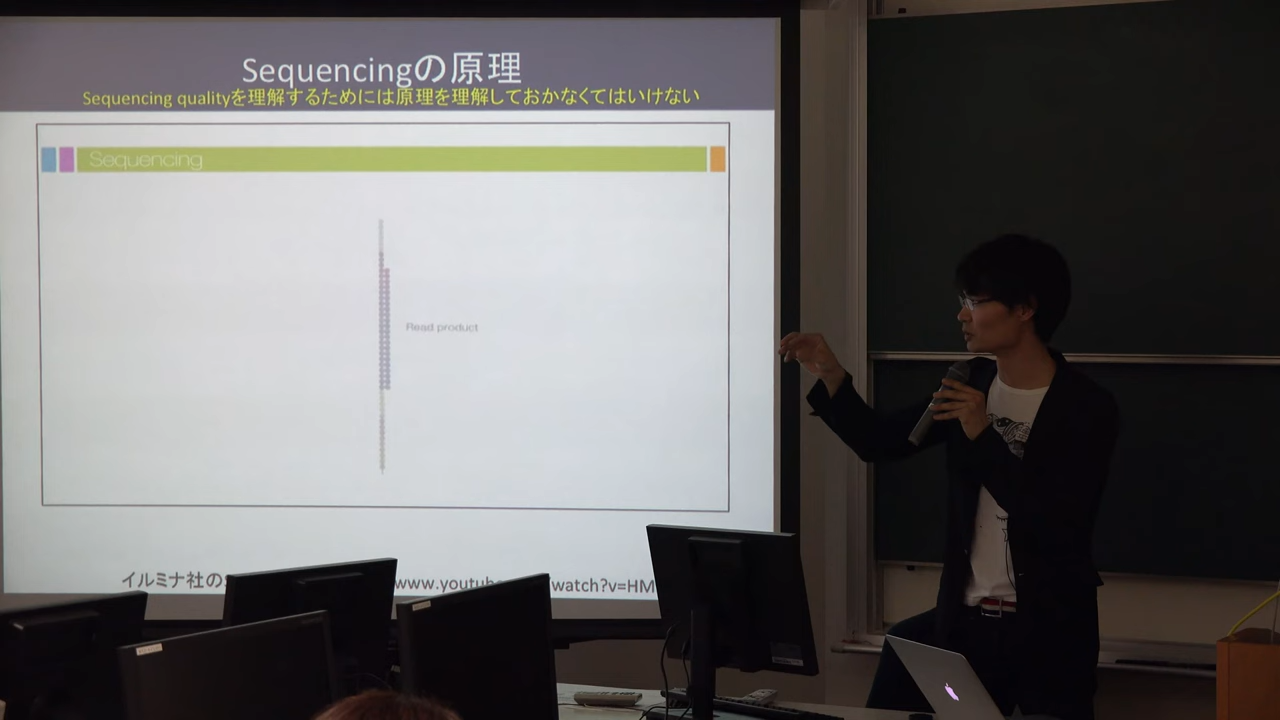 Sequencingの原理
Sequencing qualityを理解するためには原理を理解しておかなくてはいけない
Sequencing
Read product
イルミナ社の
www.youtub watch?v=HM